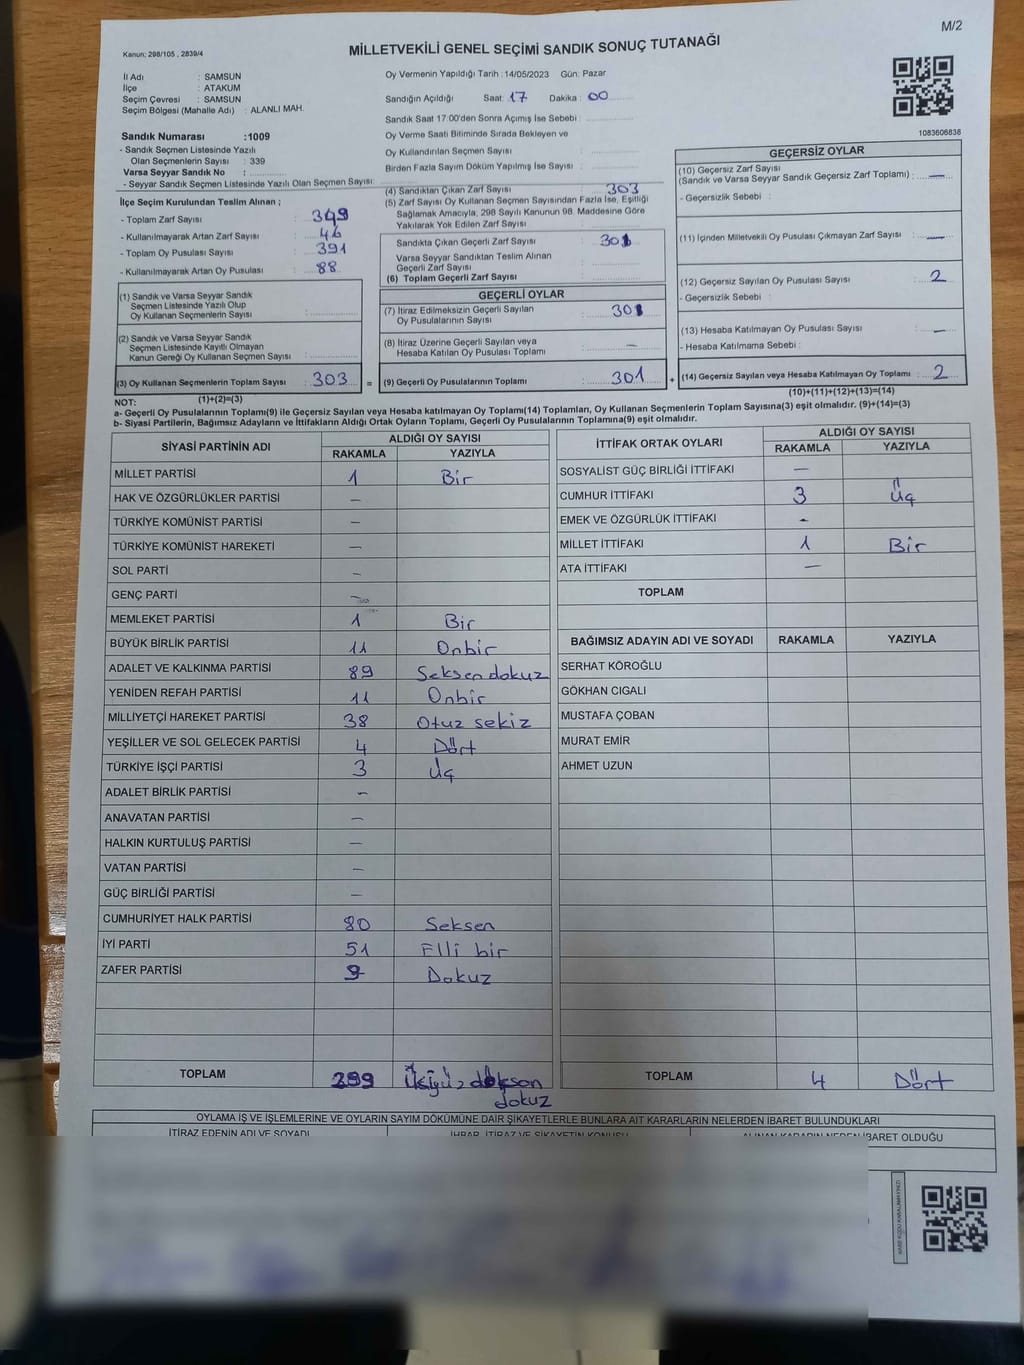 M/2
Kanun: 298/105 , 2839/4
MİLLETVEKİLİ GENEL SEÇİMİ SANDIK SONUÇ TUTANAĞI
İl Adı : SAMSUN
İlçe : ATAKUM
Seçim Çevresi : SAMSUN
Seçim Bölgesi (Mahalle Adı) : ALANLI MAH.
Sandık Numarası :1009
- Sandık Seçmen Listesinde Yazılı
Olan Seçmenlerin Sayısı : 339
Varsa Seyyar Sandık No :
- Seyyar Sandık Seçmen Listesinde Yazılı Olan Seçmen Sayısı:
Oy Vermenin Yapıldığı Tarih :14/05/2023 Gün: Pazar
Sandığın Açıldığı Saat: 17 Dakika : 00
Sandık Saat 17:00'den Sonra Açımış İse Sebebi :
Oy Verme Saati Bitiminde Sırada Bekleyen ve
Oy Kullandırılan Seçmen Sayısı :
Birden Fazla Sayım Döküm Yapılmış İse Sayısı :
1083606838
İlçe Seçim Kurulundan Teslim Alınan ;
- Toplam Zarf Sayısı : 349
- Kullanılmayarak Artan Zarf Sayısı : 46
- Toplam Oy Pusulası Sayısı : 391
- Kullanılmayarak Artan Oy Pusulası : 88
(1) Sandık ve Varsa Seyyar Sandık
Seçmen Listesinde Yazılı Olup
Oy Kullanan Seçmenlerin Sayısı :
(2) Sandık ve Varsa Seyyar Sandık
Seçmen Listesinde Kayıtlı Olmayan
Kanun Gereği Oy Kullanan Seçmen Sayısı :
(3) Oy Kullanan Seçmenlerin Toplam Sayısı : 303 =
(1)+(2)=(3)
(4) Sandıktan Çıkan Zarf Sayısı : 303
(5) Zarf Sayısı Oy Kullanan Seçmen Sayısından Fazla İse, Eşitliği
Sağlamak Amacıyla, 298 Sayılı Kanunun 98. Maddesine Göre
Yakılarak Yok Edilen Zarf Sayısı :
Sandıkta Çıkan Geçerli Zarf Sayısı : 301
Varsa Seyyar Sandıktan Teslim Alınan
Geçerli Zarf Sayısı :
(6) Toplam Geçerli Zarf Sayısı :
GEÇERLİ OYLAR
(7) İtiraz Edilmeksizin Geçerli Sayılan
Oy Pusulalarının Sayısı : 301
(8) İtiraz Üzerine Geçerli Sayılan veya
Hesaba Katılan Oy Pusulası Toplamı : —
(9) Geçerli Oy Pusulalarının Toplamı : 301 +
GEÇERSİZ OYLAR
(10) Geçersiz Zarf Sayısı
(Sandık ve Varsa Seyyar Sandık Geçersiz Zarf Toplamı) : —
- Geçersizlik Sebebi :
(11) İçinden Milletvekili Oy Pusulası Çıkmayan Zarf Sayısı : —
(12) Geçersiz Sayılan Oy Pusulası Sayısı : 2
- Geçersizlik Sebebi :
(13) Hesaba Katılmayan Oy Pusulası Sayısı : —
- Hesaba Katılmama Sebebi :
(14) Geçersiz Sayılan veya Hesaba Katılmayan Oy Toplamı : 2
(10)+(11)+(12)+(13)=(14)
NOT:
a- Geçerli Oy Pusulalarının Toplamı(9) ile Geçersiz Sayılan veya Hesaba katılmayan Oy Toplamı(14) Toplamları, Oy Kullanan Seçmenlerin Toplam Sayısına(3) eşit olmalıdır. (9)+(14)=(3)
b- Siyasi Partilerin, Bağımsız Adayların ve İttifakların Aldığı Ortak Oyların Toplamı, Geçerli Oy Pusulalarının Toplamına(9) eşit olmalıdır.
SİYASİ PARTİNİN ADI ALDIĞI OY SAYISI
RAKAMLA YAZIYLA
MİLLET PARTİSİ 1 Bir
HAK VE ÖZGÜRLÜKLER PARTİSİ —
TÜRKİYE KOMÜNİST PARTİSİ —
TÜRKİYE KOMÜNİST HAREKETİ —
SOL PARTİ —
GENÇ PARTİ —
MEMLEKET PARTİSİ 1 Bir
BÜYÜK BİRLİK PARTİSİ 11 Onbir
ADALET VE KALKINMA PARTİSİ 89 Seksen dokuz
YENİDEN REFAH PARTİSİ 11 Onbir
MİLLİYETÇİ HAREKET PARTİSİ 38 Otuz sekiz
YEŞİLLER VE SOL GELECEK PARTİSİ 4 Dört
TÜRKİYE İŞÇİ PARTİSİ 3 Üç
ADALET BİRLİK PARTİSİ —
ANAVATAN PARTİSİ —
HALKIN KURTULUŞ PARTİSİ —
VATAN PARTİSİ —
GÜÇ BİRLİĞİ PARTİSİ —
CUMHURİYET HALK PARTİSİ 80 Seksen
İYİ PARTİ 51 Elli bir
ZAFER PARTİSİ 9 Dokuz
TOPLAM 299 İkiyüz doksan
dokuz
İTTİFAK ORTAK OYLARI ALDIĞI OY SAYISI
RAKAMLA YAZIYLA
SOSYALİST GÜÇ BİRLİĞİ İTTİFAKI —
CUMHUR İTTİFAKI 3 Üç
EMEK VE ÖZGÜRLÜK İTTİFAKI -
MİLLET İTTİFAKI 1 Bir
ATA İTTİFAKI —
TOPLAM
BAĞIMSIZ ADAYIN ADI VE SOYADI RAKAMLA YAZIYLA
SERHAT KÖROĞLU
GÖKHAN CIGALI
MUSTAFA ÇOBAN
MURAT EMİR
AHMET UZUN
TOPLAM 4 Dört
OYLAMA İŞ VE İŞLEMLERİNE VE OYLARIN SAYIM DÖKÜMÜNE DAİR ŞİKAYETLERLE BUNLARA AİT KARARLARIN NELERDEN İBARET BULUNDUKLARI
İTİRAZ EDENİN ADI VE SOYADI İHBAR, İTİRAZ VE ŞİKAYETİN KONUSU ALINAN KARARIN NEDEN İBARET OLDUĞU